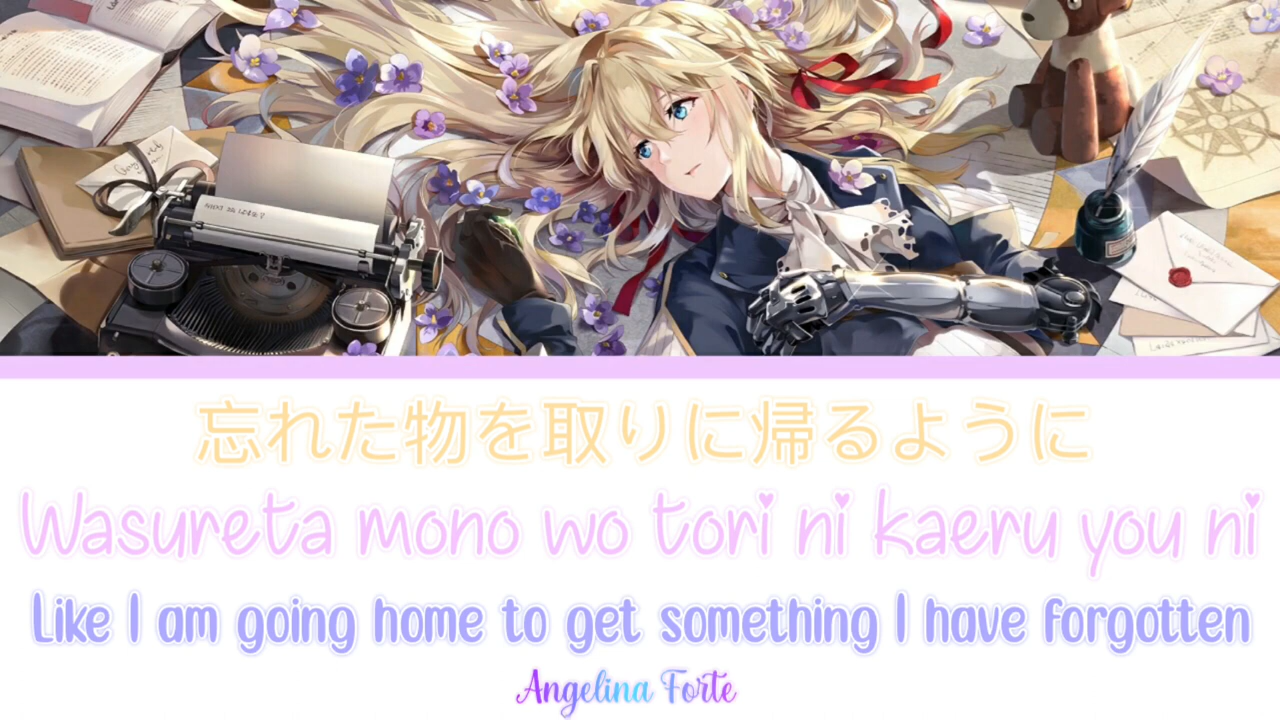 忘れた物を取りに帰るように
Wasureta mono wo tori ni kaeru you ni
Like I am going home to get something I have forgotten
Angelina Forte